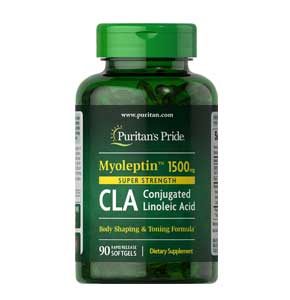 www.puritan.com
Puritan's Pride
Myoleptin™ 1500mg
SUPER STRENGTH
CLA Conjugated
Linoleic Acid
Body Shaping & Toning Formula
90 RAPID RELEASE
SOFTGELS Dietary Supplement